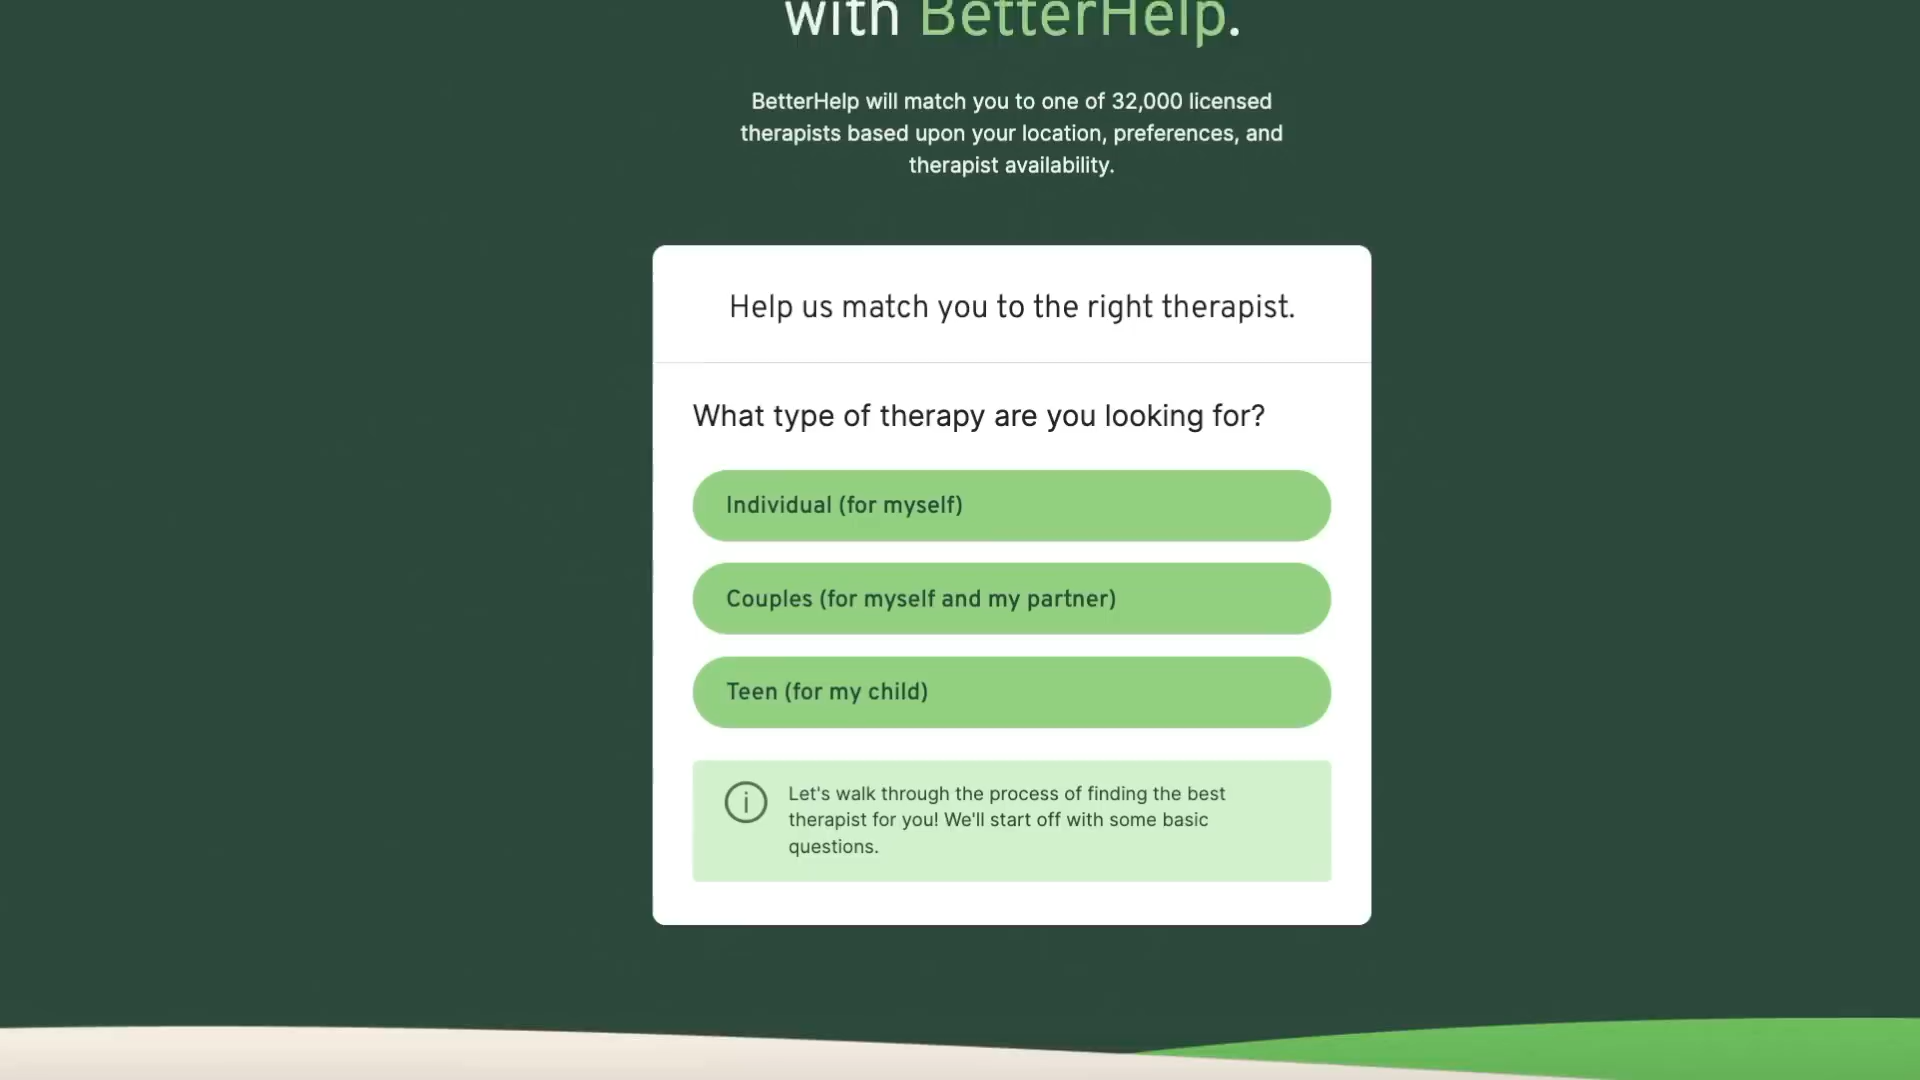 with BetterHelp.
BetterHelp will match you to one of 32,000 licensed
therapists based upon your location, preferences, and
therapist availability.
Help us match you to the right therapist.
What type of therapy are you looking for?
Individual (for myself)
Couples (for myself and my partner)
Teen (for my child)
Let's walk through the process of finding the best
therapist for you! We'll start off with some basic
questions.